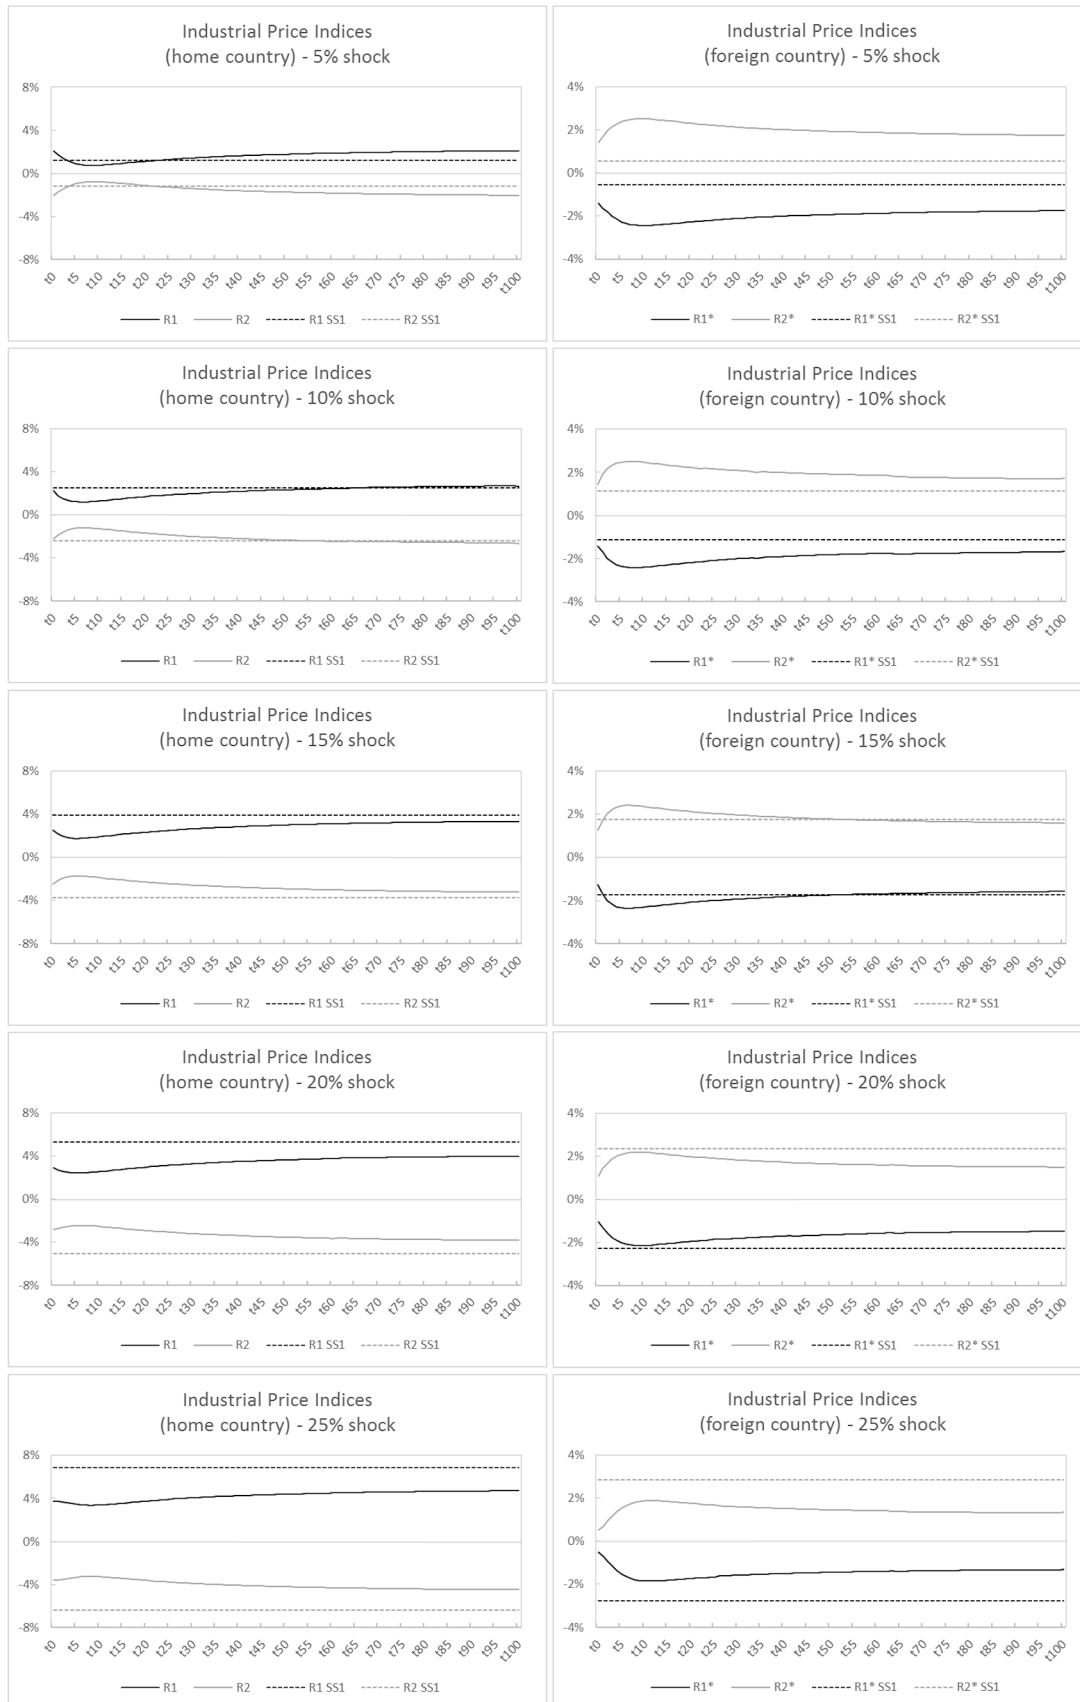 Industrial Price Indices
(home country) - 5% shock
8%
4%
0%
-4%
-8%
t0 t5 t10 t15 t20 t25 t30 t35 t40 t45 t50 t55 t60 t65 t70 t75 t80 t85 t90 t95 t100
R1 R2 R1 SS1 R2 SS1
Industrial Price Indices
(foreign country) - 5% shock
4%
2%
0%
-2%
-4%
t0 t5 t10 t15 t20 t25 t30 t35 t40 t45 t50 t55 t60 t65 t70 t75 t80 t85 t90 t95 t100
R1* R2* R1* SS1 R2* SS1
Industrial Price Indices
(home country) - 10% shock
8%
4%
0%
-4%
-8%
t0 t5 t10 t15 t20 t25 t30 t35 t40 t45 t50 t55 t60 t65 t70 t75 t80 t85 t90 t95 t100
R1 R2 R1 SS1 R2 SS1
Industrial Price Indices
(foreign country) - 10% shock
4%
2%
0%
-2%
-4%
t0 t5 t10 t15 t20 t25 t30 t35 t40 t45 t50 t55 t60 t65 t70 t75 t80 t85 t90 t95 t100
R1* R2* R1* SS1 R2* SS1
Industrial Price Indices
(home country) - 15% shock
8%
4%
0%
-4%
-8%
t0 t5 t10 t15 t20 t25 t30 t35 t40 t45 t50 t55 t60 t65 t70 t75 t80 t85 t90 t95 t100
R1 R2 R1 SS1 R2 SS1
Industrial Price Indices
(foreign country) - 15% shock
4%
2%
0%
-2%
-4%
t0 t5 t10 t15 t20 t25 t30 t35 t40 t45 t50 t55 t60 t65 t70 t75 t80 t85 t90 t95 t100
R1* R2* R1* SS1 R2* SS1
Industrial Price Indices
(home country) - 20% shock
8%
4%
0%
-4%
-8%
t0 t5 t10 t15 t20 t25 t30 t35 t40 t45 t50 t55 t60 t65 t70 t75 t80 t85 t90 t95 t100
R1 R2 R1 SS1 R2 SS1
Industrial Price Indices
(foreign country) - 20% shock
4%
2%
0%
-2%
-4%
t0 t5 t10 t15 t20 t25 t30 t35 t40 t45 t50 t55 t60 t65 t70 t75 t80 t85 t90 t95 t100
R1* R2* R1* SS1 R2* SS1
Industrial Price Indices
(home country) - 25% shock
8%
4%
0%
-4%
-8%
t0 t5 t10 t15 t20 t25 t30 t35 t40 t45 t50 t55 t60 t65 t70 t75 t80 t85 t90 t95 t100
R1 R2 R1 SS1 R2 SS1
Industrial Price Indices
(foreign country) - 25% shock
4%
2%
0%
-2%
-4%
t0 t5 t10 t15 t20 t25 t30 t35 t40 t45 t50 t55 t60 t65 t70 t75 t80 t85 t90 t95 t100
R1* R2* R1* SS1 R2* SS1